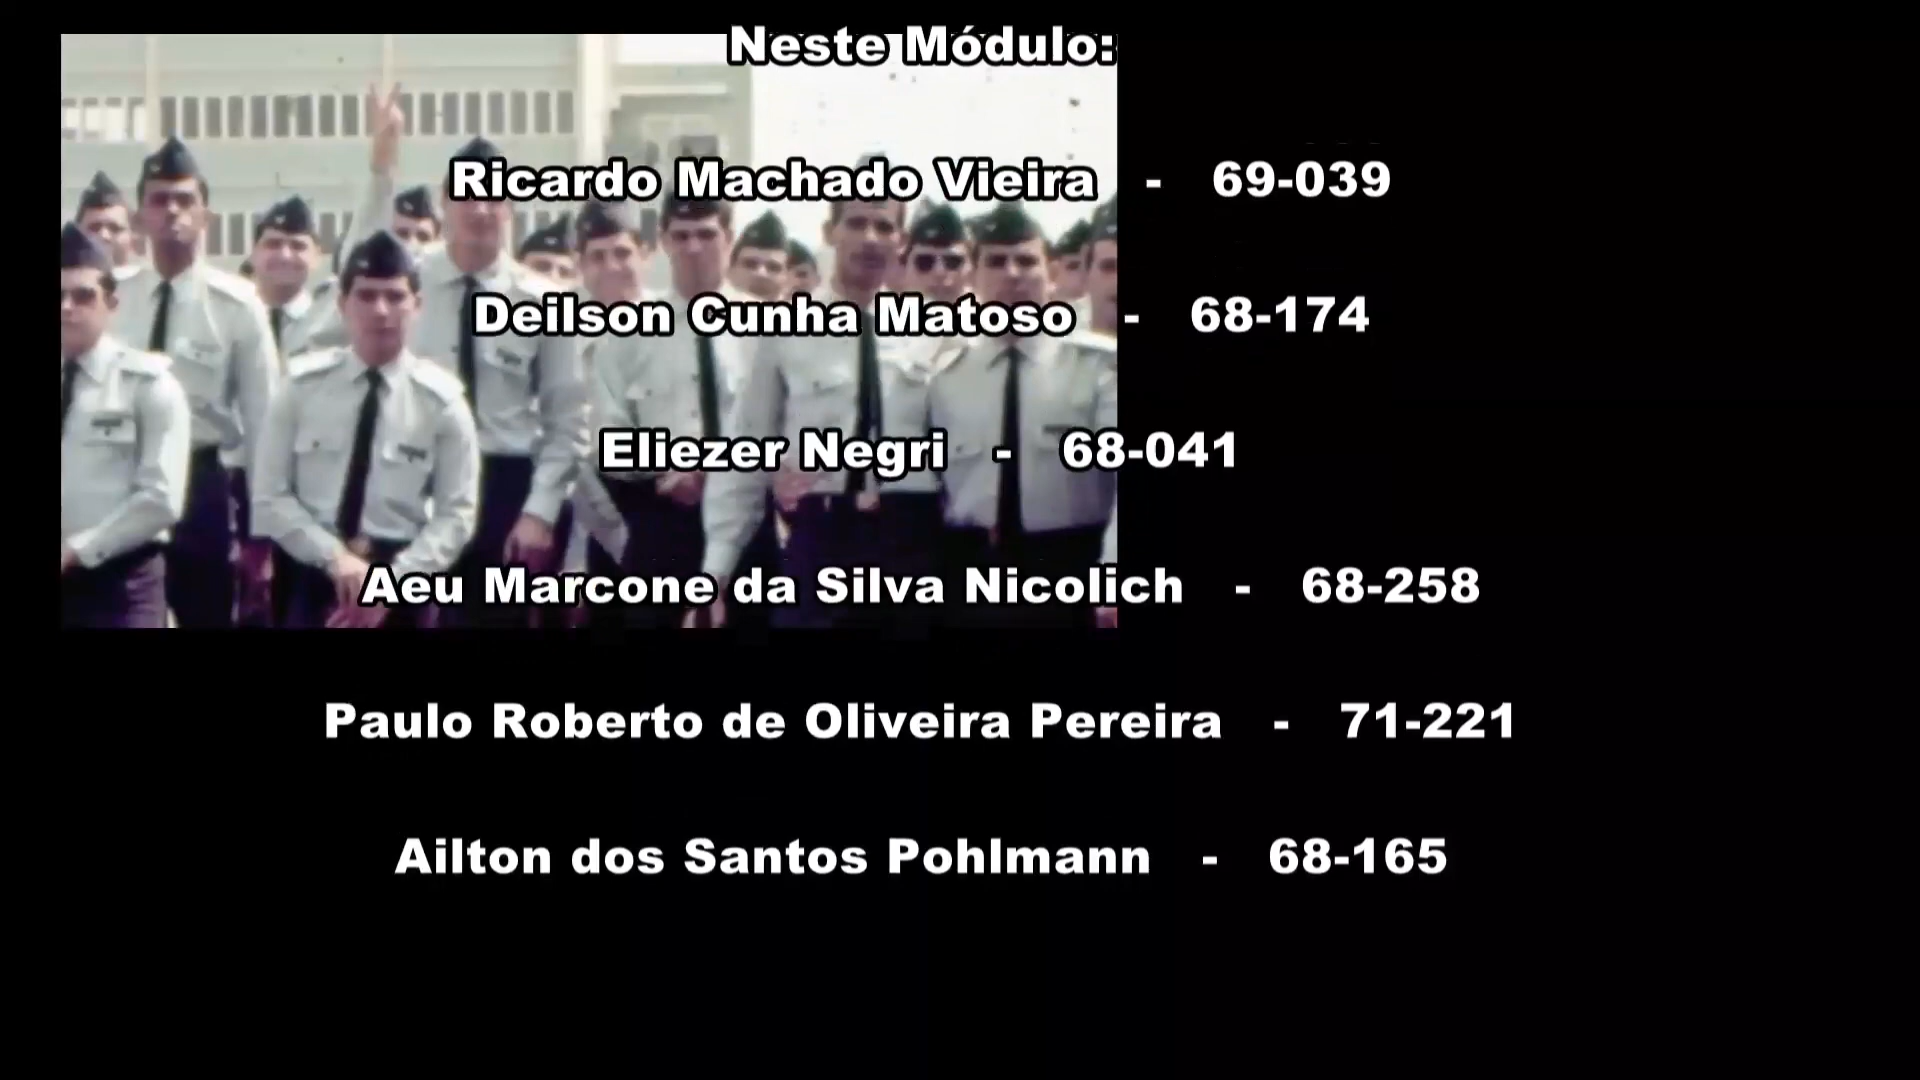 Neste Módulo:
Ricardo Machado Vieira - 69-039
Deilson Cunha Matoso - 68-174
Eliezer Negri - 68-041
Aeu Marcone da Silva Nicolich - 68-258
Paulo Roberto de Oliveira Pereira - 71-221
Ailton dos Santos Pohlmann - 68-165